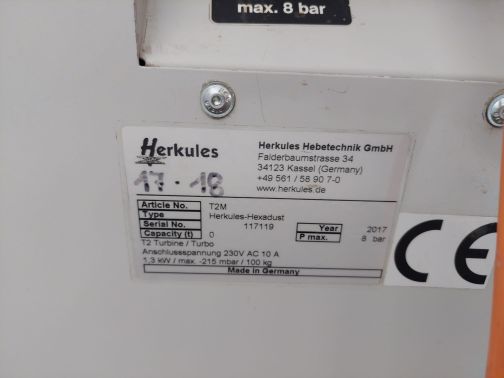 max. 8 bar
Herkules
17 . 18
Herkules Hebetechnik GmbH
Falderbaumstrasse 34
34123 Kassel (Germany)
+49 561 / 58 90 7-0
www.herkules.de
Article No. T2M
Type Herkules-Hexadust
Serial No. 117119 Year 2017
Capacity (t) 0 P max. 8 bar
T2 Turbine / Turbo
Anschlussspannung 230V AC 10 A
1,3 kW / max. -215 mbar / 100 kg
Made in Germany
CE